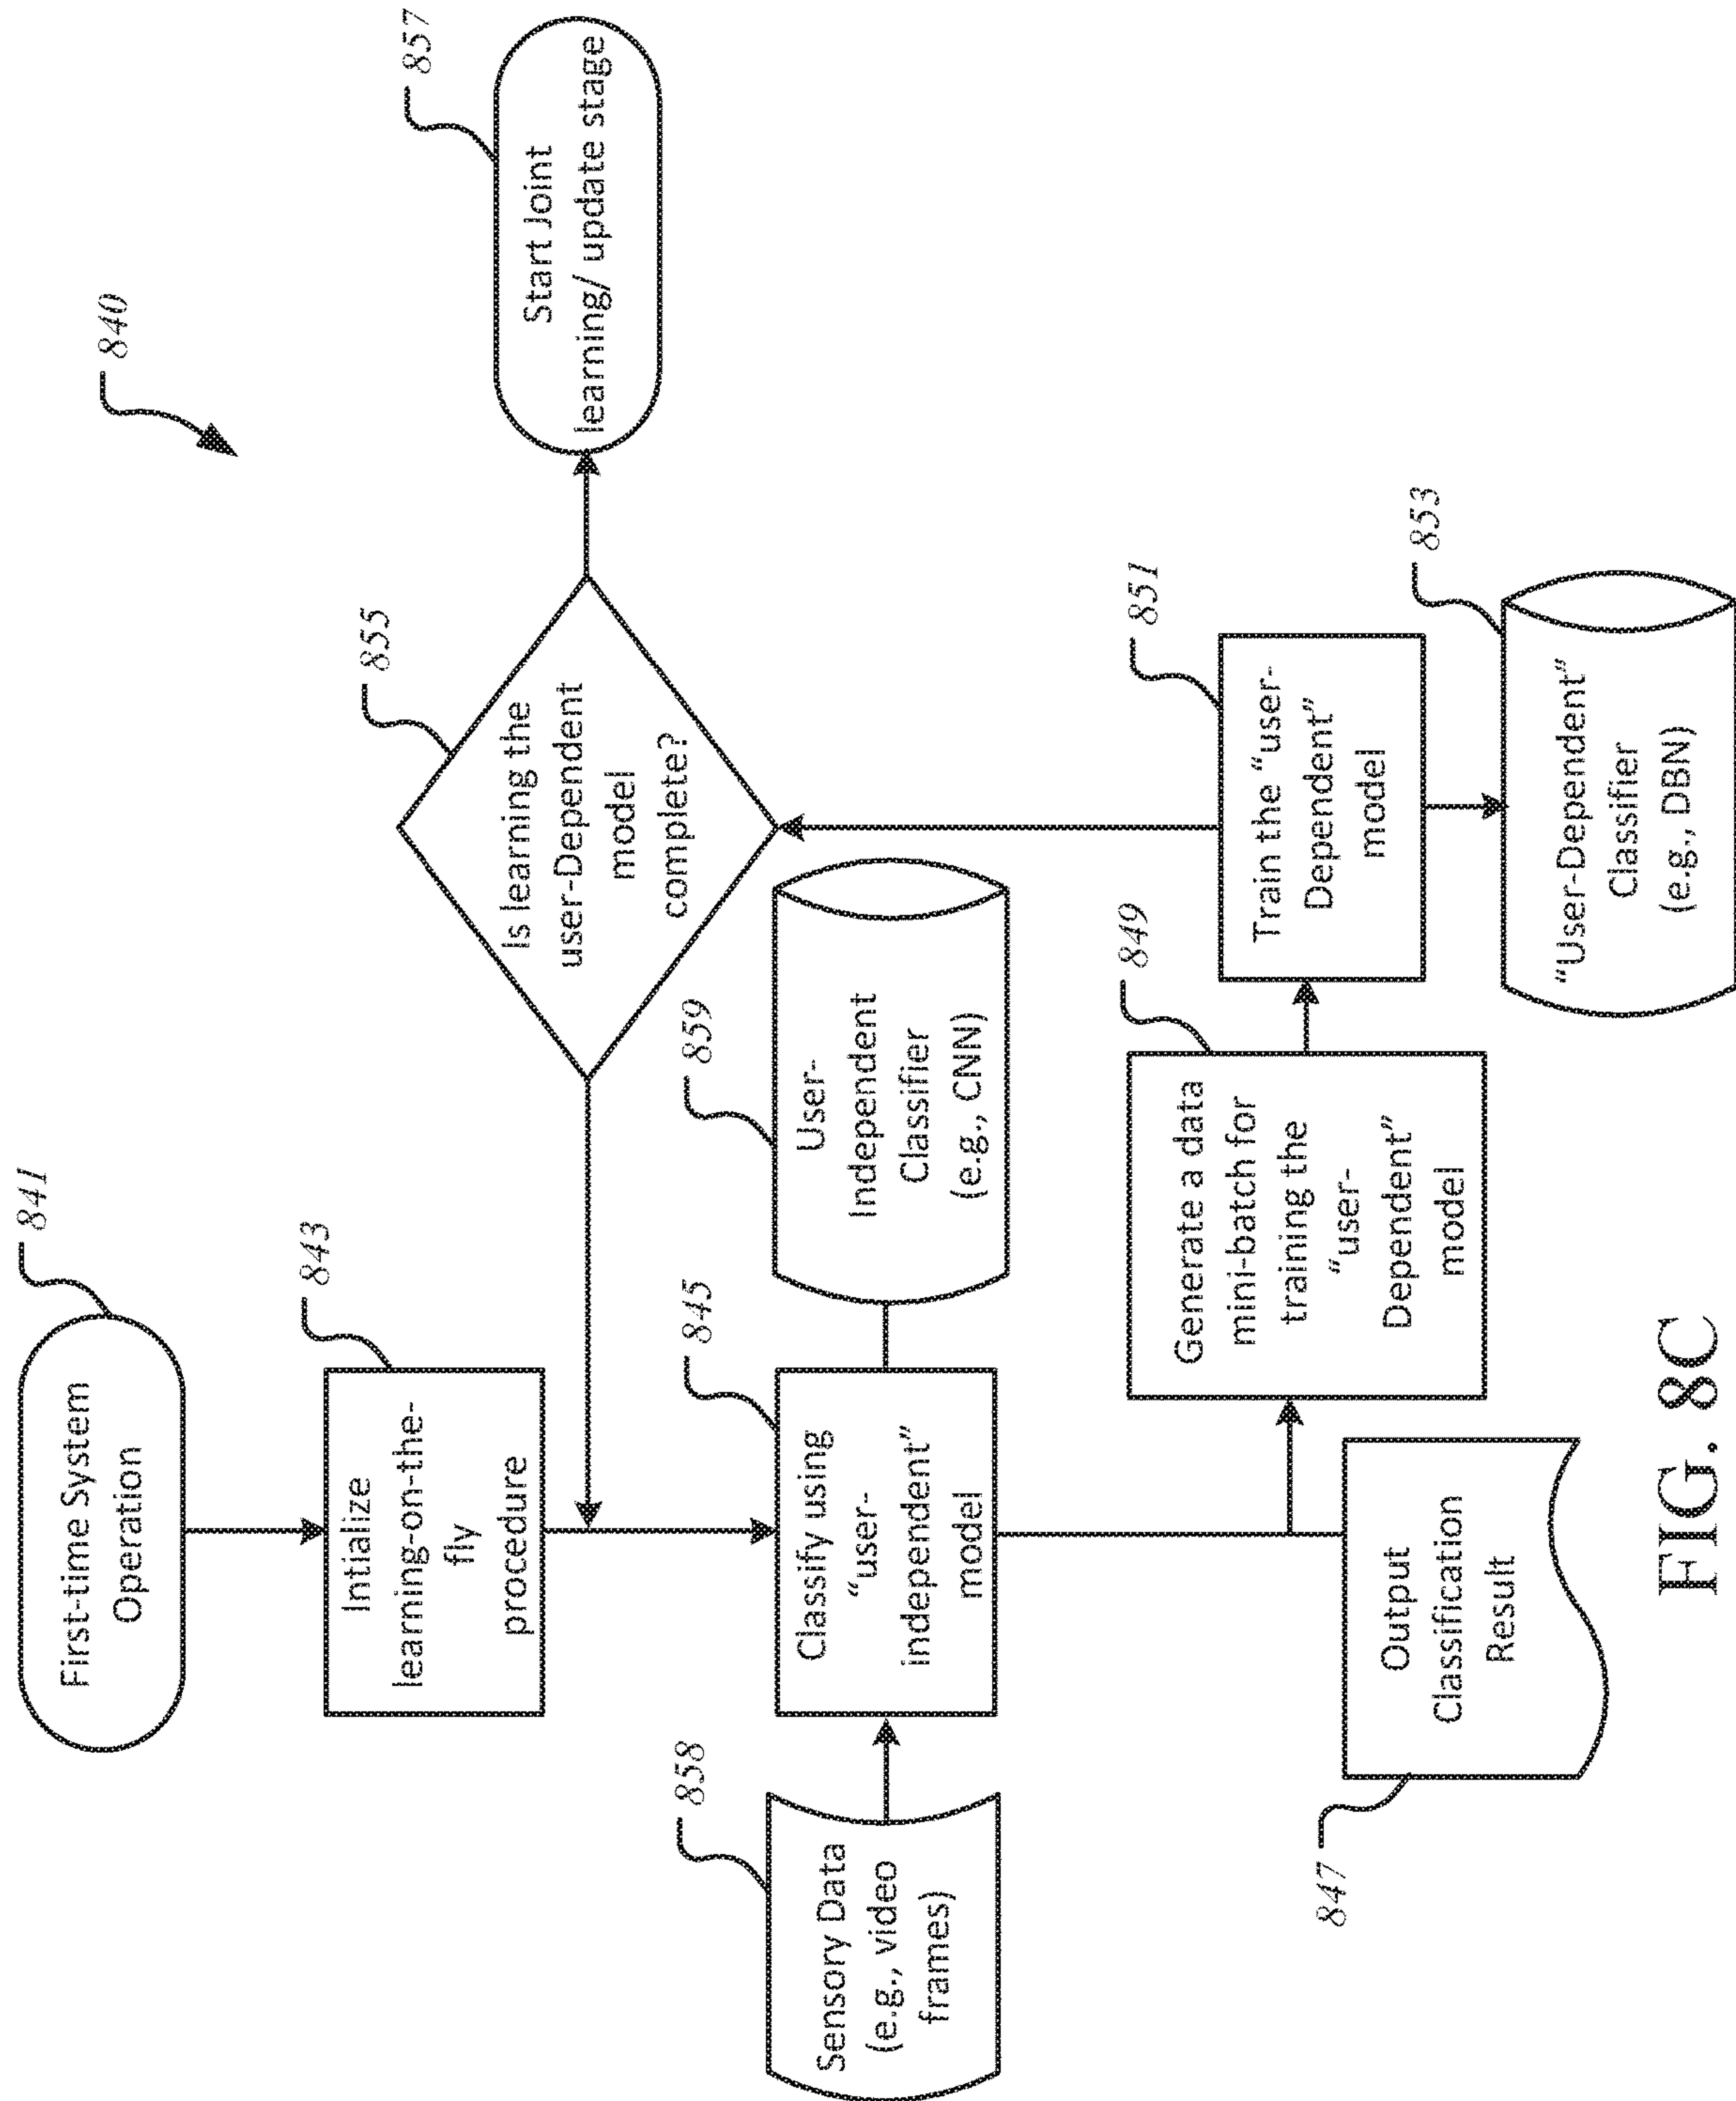 840
841
First-time System
Operation
843
Intialize
learning-on-the-
fly
procedure
858
Sensory Data
(e.g., video
frames)
845
Classify using
“user-
independent”
model
859
User-
Independent
Classifier
(e.g., CNN)
855
Is learning the
user-Dependent
model
complete?
857
Start Joint
learning/ update stage
847
Output
Classification
Result
849
Generate a data
mini-batch for
training the
“user-
Dependent”
model
851
Train the “user-
Dependent”
model
853
“User-Dependent”
Classifier
(e.g., DBN)
FIG. 8C